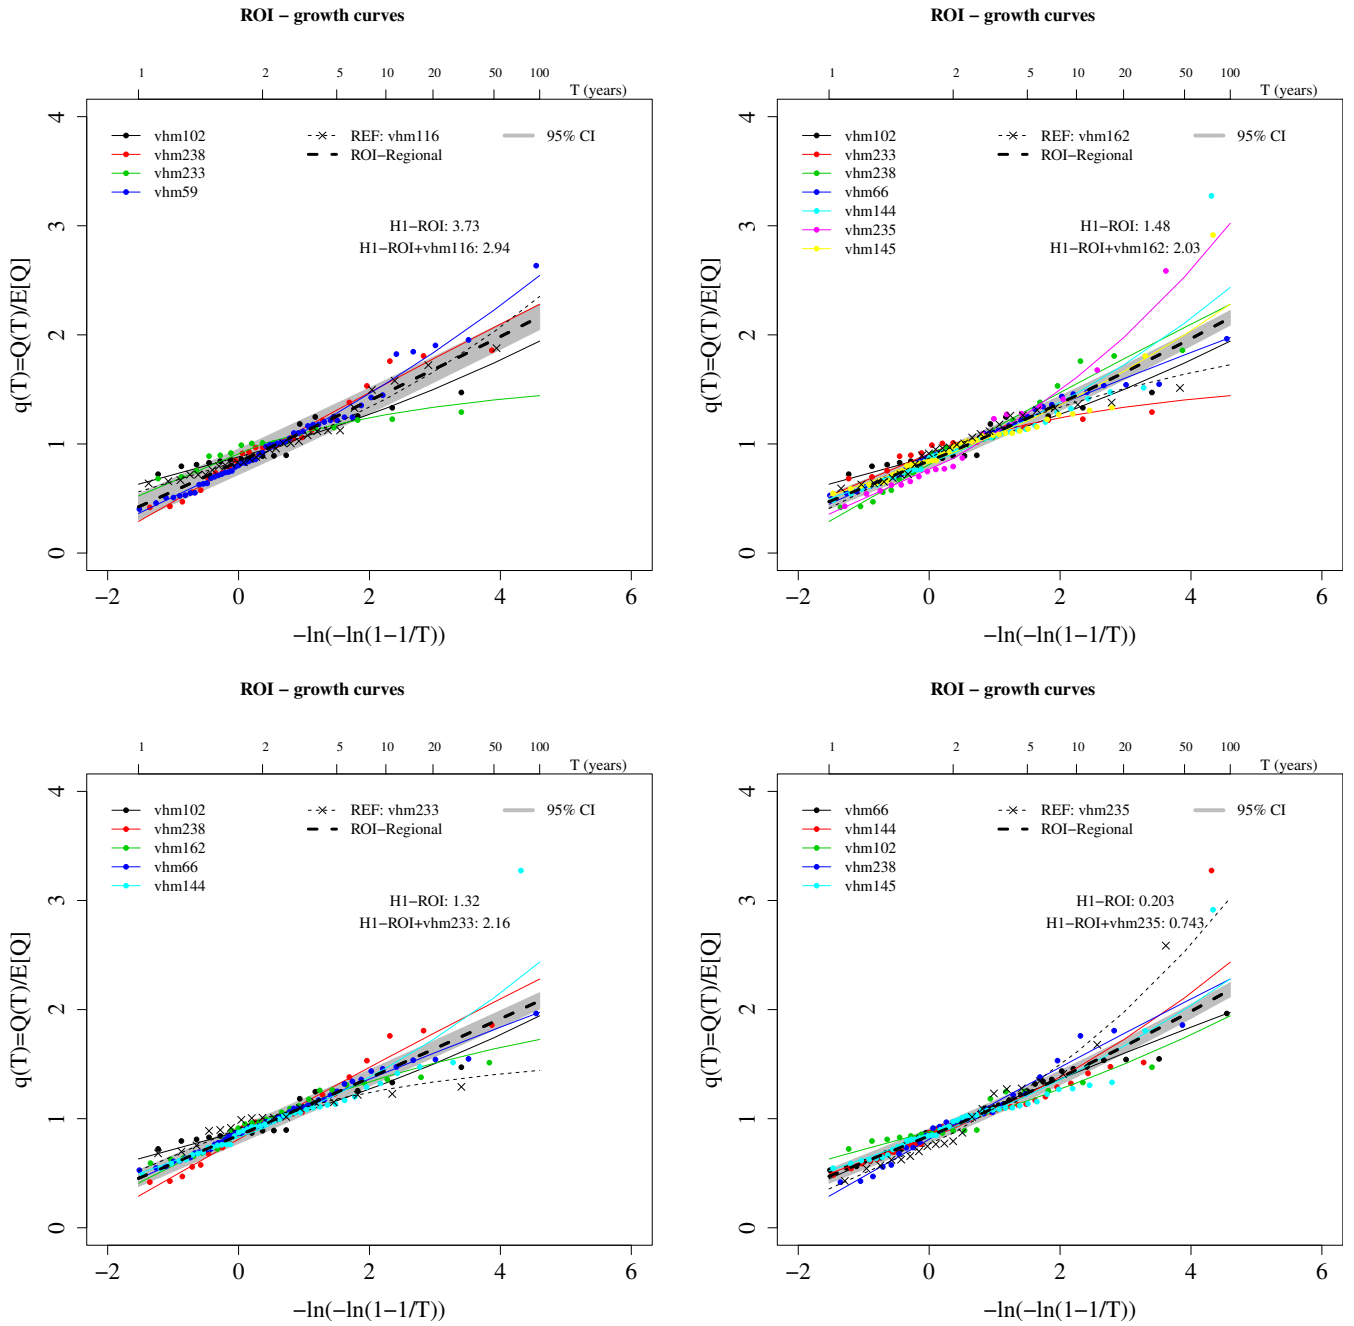 ROI − growth curves
1 2 5 10 20 50 100
T (years)
vhm102
vhm238
vhm233
vhm59
REF: vhm116
ROI−Regional
95% CI
H1−ROI: 3.73
H1−ROI+vhm116: 2.94
q(T)=Q(T)/E[Q]
0 1 2 3 4
−2 0 2 4 6
−ln(−ln(1−1/T))
ROI − growth curves
1 2 5 10 20 50 100
T (years)
vhm102
vhm233
vhm238
vhm66
vhm144
vhm235
vhm145
REF: vhm162
ROI−Regional
95% CI
H1−ROI: 1.48
H1−ROI+vhm162: 2.03
q(T)=Q(T)/E[Q]
0 1 2 3 4
−2 0 2 4 6
−ln(−ln(1−1/T))
ROI − growth curves
1 2 5 10 20 50 100
T (years)
vhm102
vhm238
vhm162
vhm66
vhm144
REF: vhm233
ROI−Regional
95% CI
H1−ROI: 1.32
H1−ROI+vhm233: 2.16
q(T)=Q(T)/E[Q]
0 1 2 3 4
−2 0 2 4 6
−ln(−ln(1−1/T))
ROI − growth curves
1 2 5 10 20 50 100
T (years)
vhm66
vhm144
vhm102
vhm238
vhm145
REF: vhm235
ROI−Regional
95% CI
H1−ROI: 0.203
H1−ROI+vhm235: 0.743
q(T)=Q(T)/E[Q]
0 1 2 3 4
−2 0 2 4 6
−ln(−ln(1−1/T))